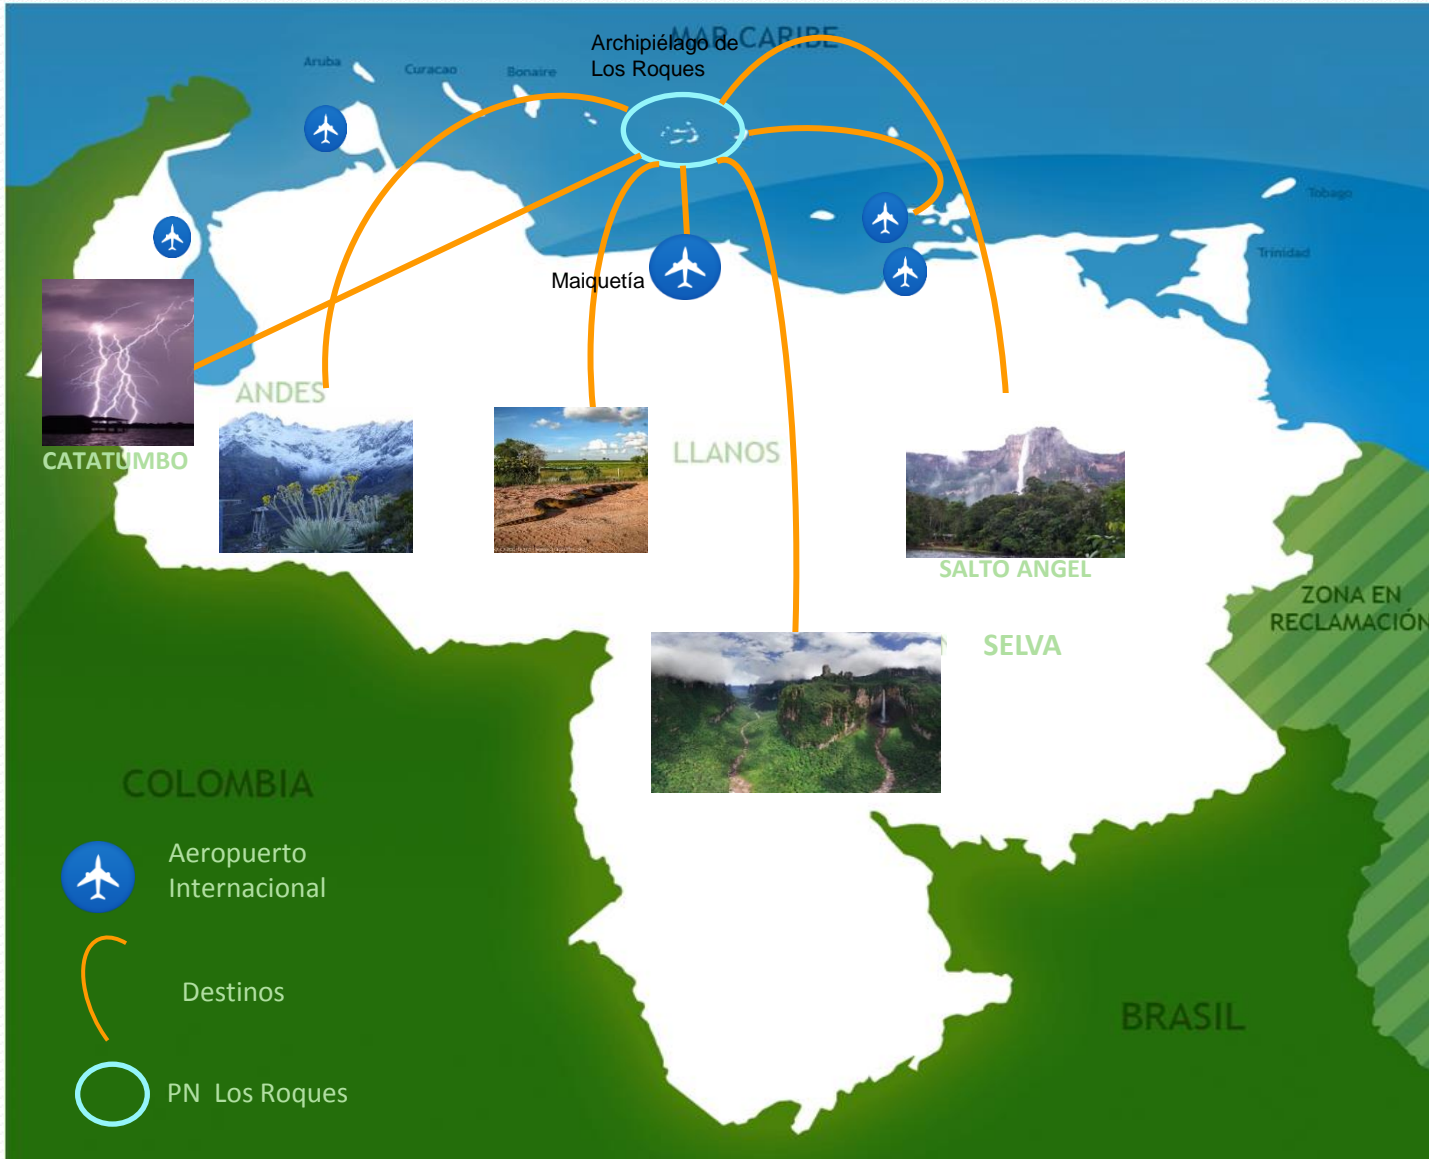 MAR CARIBE
Archipiélago de
Los Roques
Aruba
Curacao
Bonaire
Tobago
Trinidad
Maiquetía
ANDES
LLANOS
CATATUMBO
SALTO ANGEL
ZONA EN
RECLAMACIÓN
SELVA
COLOMBIA
Aeropuerto
Internacional
Destinos
BRASIL
PN Los Roques